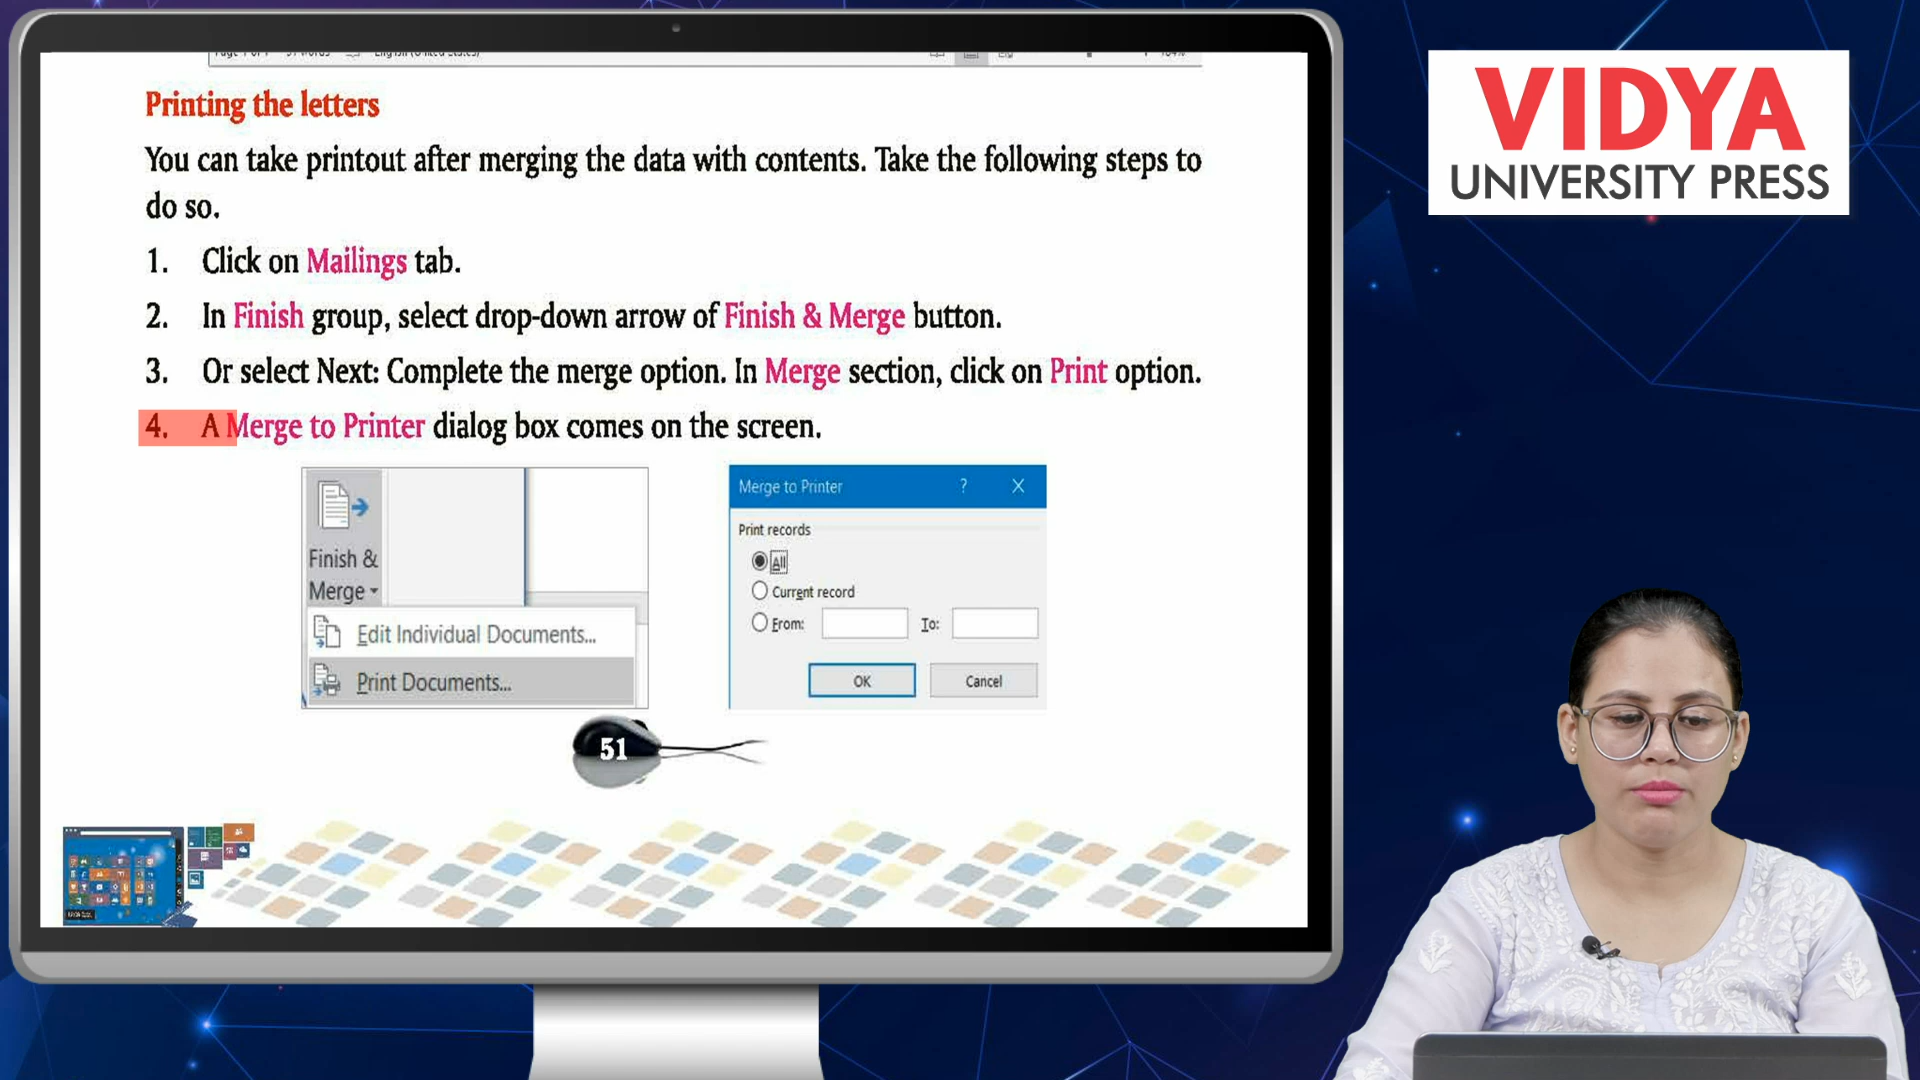 Printing the letters
You can take printout after merging the data with contents. Take the following steps to
do so.
1. Click on Mailings tab.
2. In Finish group, select drop-down arrow of Finish & Merge button.
3. Or select Next: Complete the merge option. In Merge section, click on Print option.
4. A Merge to Printer dialog box comes on the screen.
Finish &
Merge
Edit Individual Documents...
Print Documents...
Merge to Printer ? X
Print records
All
Current record
From: To:
OK Cancel
51
VIDYA
UNIVERSITY PRESS